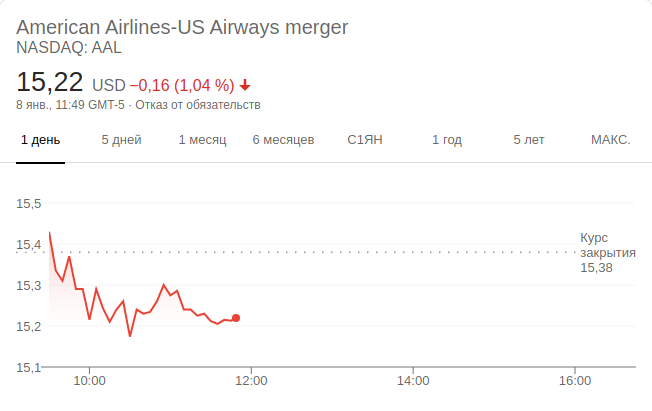 American Airlines-US Airways merger
NASDAQ: AAL
15,22 USD −0,16 (1,04 %)
8 янв., 11:49 GMT-5 · Отказ от обязательств
1 день 5 дней 1 месяц 6 месяцев С1ЯН 1 год 5 лет МАКС.
15,5
15,4
15,3
15,2
15,1
Курс
закрытия
15,38
10:00 12:00 14:00 16:00